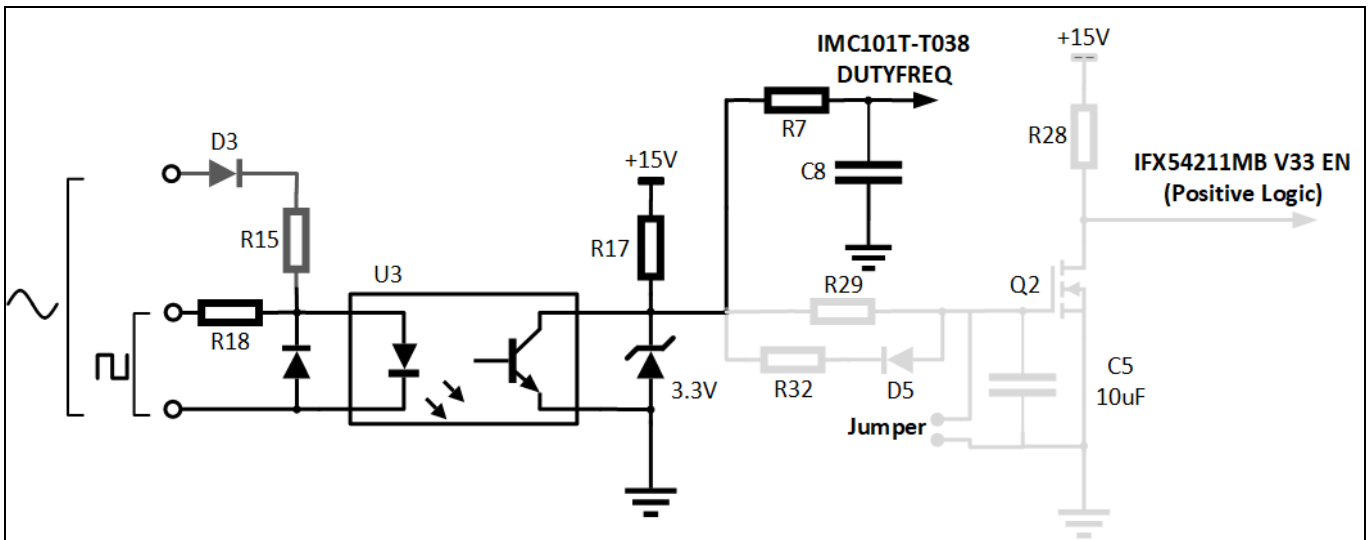 IMC101T-T038
DUTYFREQ
+15V
R7
R28
D3
+15V
C8
IFX54211MB V33 EN
(Positive Logic)
R15
R17
U3
R29
Q2
R18
3.3V
R32
D5
C5
10uF
Jumper